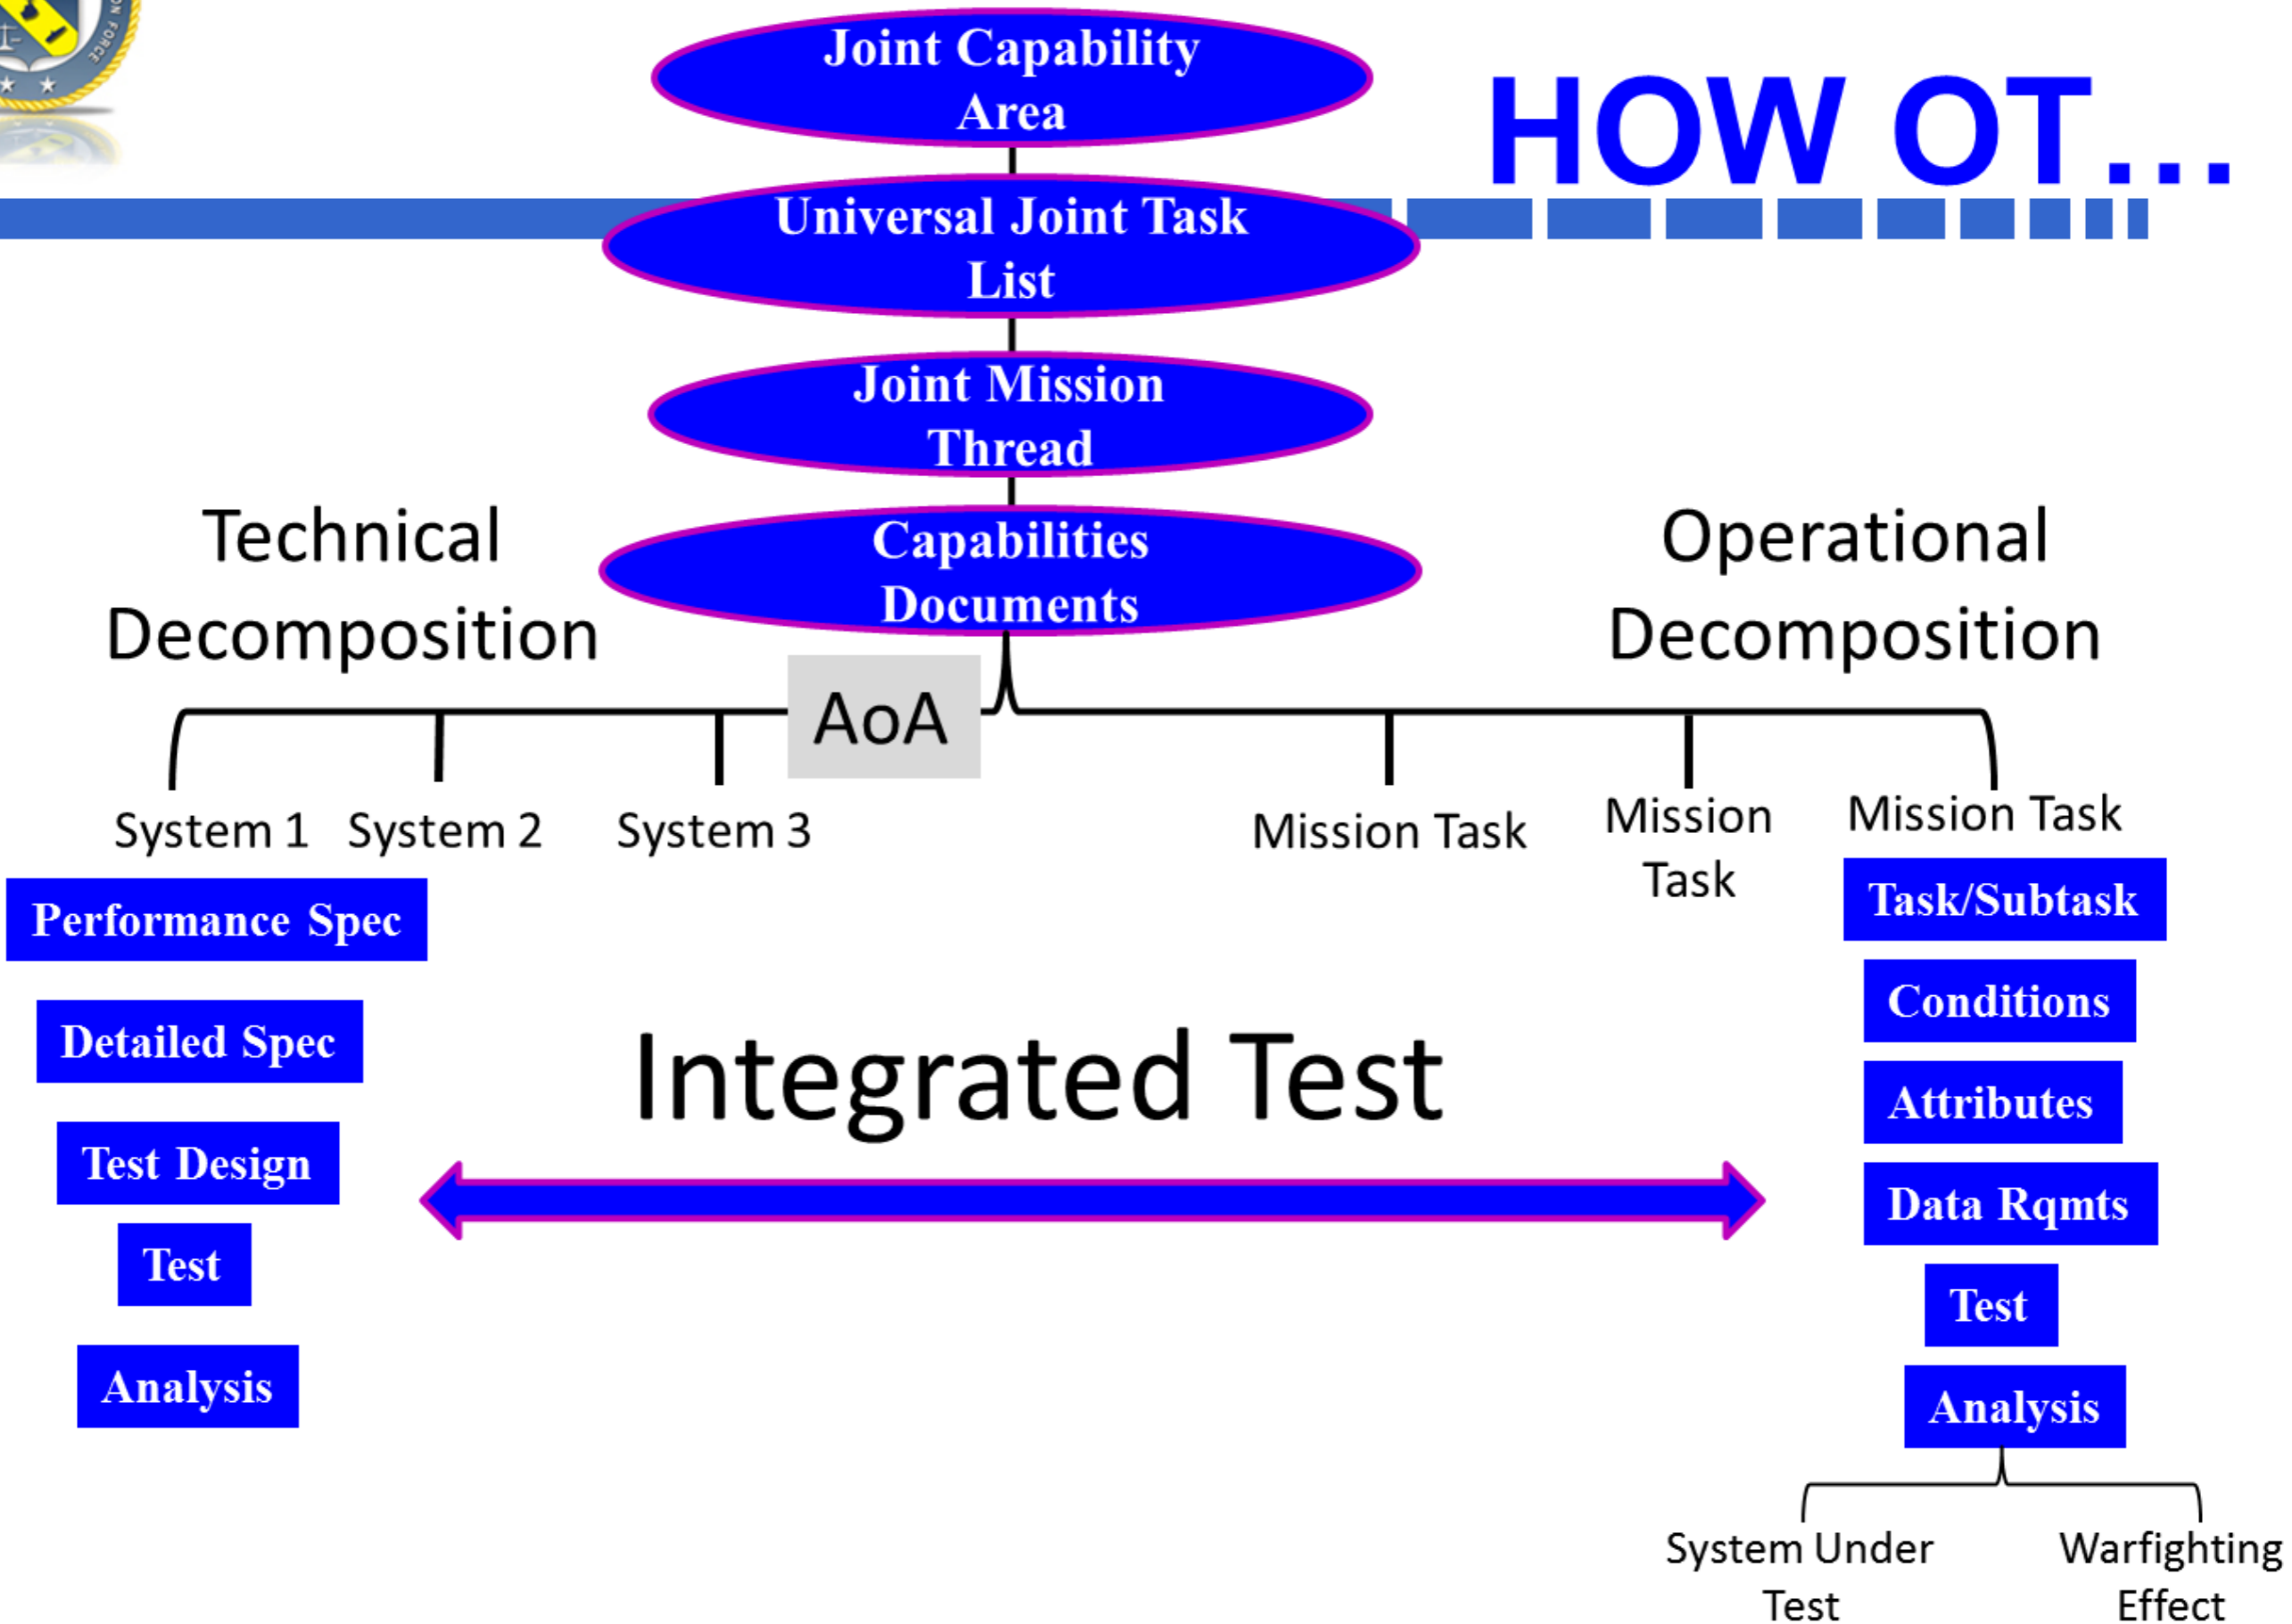 ON FORCE
Joint Capability
Area
HOW OT...
Universal Joint Task
List
Joint Mission
Thread
Capabilities
Documents
Technical
Decomposition
Operational
Decomposition
AoA
System 1
System 2
System 3
Mission Task
Mission
Task
Mission Task
Performance Spec
Detailed Spec
Test Design
Test
Analysis
Integrated Test
Task/Subtask
Conditions
Attributes
Data Rqmts
Test
Analysis
System Under
Test
Warfighting
Effect